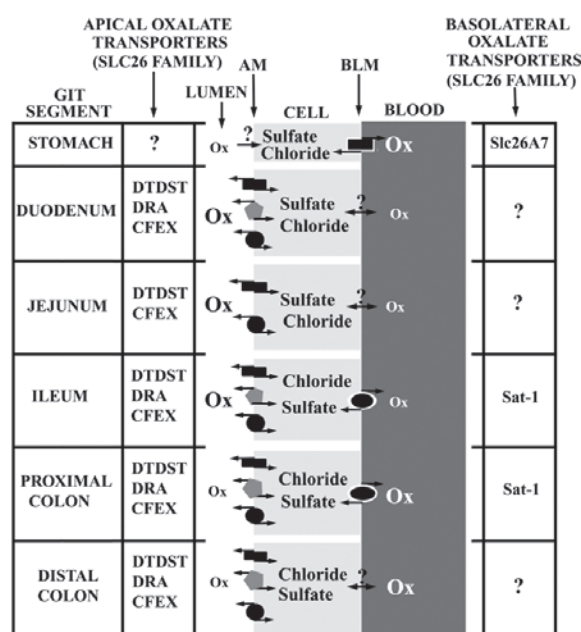 APICAL OXALATE
TRANSPORTERS
(SLC26 FAMILY)
BASOLATERAL
OXALATE
TRANSPORTERS
(SLC26 FAMILY)
AM
BLM
GIT
SEGMENT
LUMEN
CELL
BLOOD
STOMACH
?
Ox
?
Sulfate
Chloride
Ox
Slc26A7
DUODENUM
DTDST
DRA
CFEX
Ox
Sulfate
Chloride
?
Ox
?
JEJUNUM
DTDST
CFEX
Ox
Sulfate
Chloride
?
Ox
?
ILEUM
DTDST
DRA
CFEX
Ox
Chloride
Sulfate
Ox
Sat-1
PROXIMAL
COLON
DTDST
DRA
CFEX
Ox
Chloride
Sulfate
Ox
Sat-1
DISTAL
COLON
DTDST
DRA
CFEX
Ox
Chloride
Sulfate
?
Ox
?